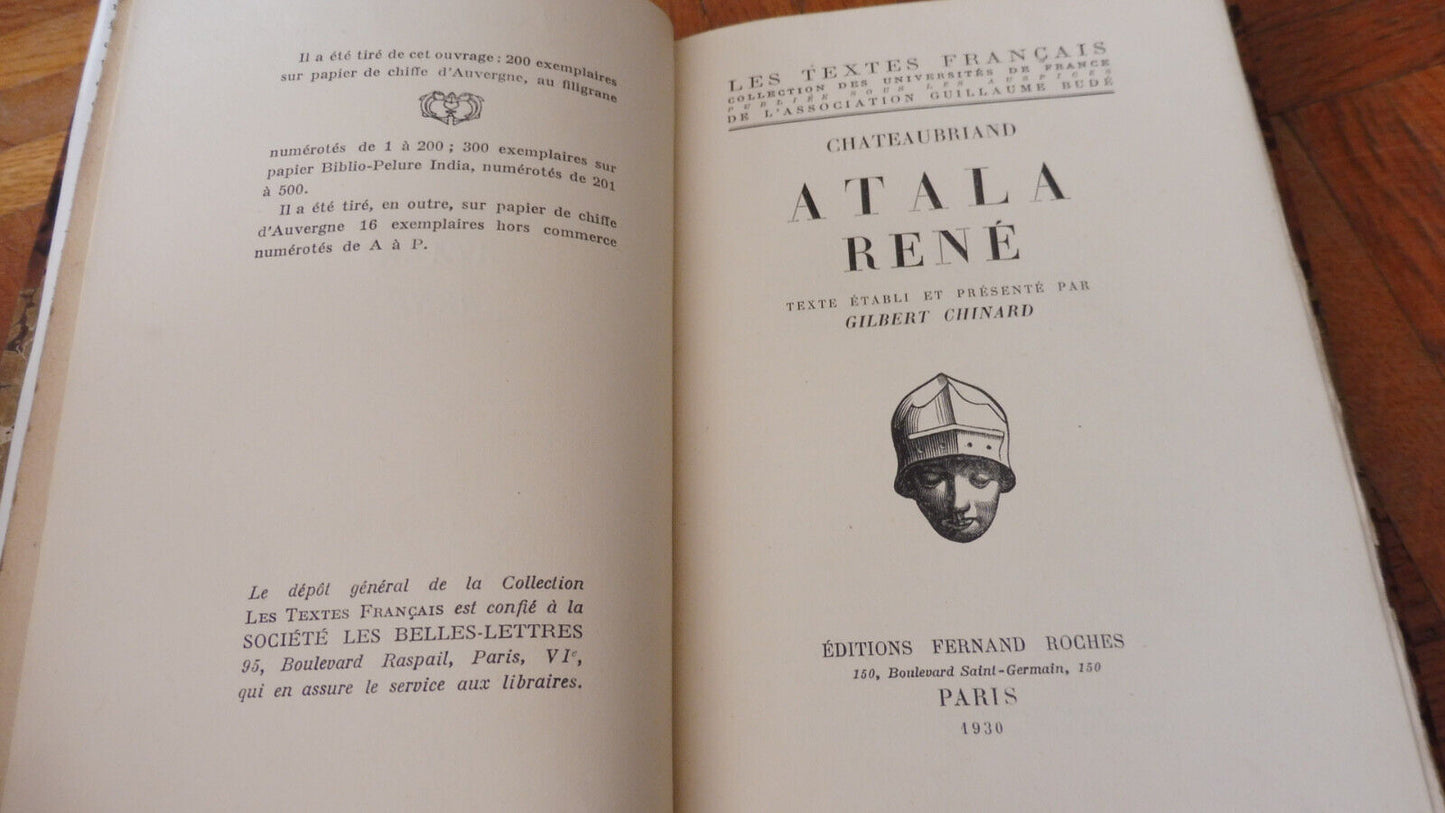 Il a été tiré de cet ouvrage : 200 exemplaires
sur papier de chiffe d'Auvergne, au filigrane
numérotés de 1 à 200 ; 300 exemplaires sur
papier Biblio-Pelure India, numérotés de 201
à 500.
Il a été tiré, en outre, sur papier de chiffe
d'Auvergne 16 exemplaires hors commerce
numérotés de A à P.
Le dépôt général de la Collection
LES TEXTES FRANÇAIS est confié à la
SOCIÉTÉ LES BELLES-LETTRES
95, Boulevard Raspail, Paris, VIe,
qui en assure le service aux libraires.
LES TEXTES FRANÇAIS
COLLECTION DES UNIVERSITÉS DE FRANCE
PUBLIÉE SOUS LES AUSPICES
DE L'ASSOCIATION GUILLAUME BUDÉ
CHATEAUBRIAND
ATALA
RENÉ
TEXTE ÉTABLI ET PRÉSENTÉ PAR
GILBERT CHINARD
ÉDITIONS FERNAND ROCHES
150, Boulevard Saint-Germain, 150
PARIS
1930